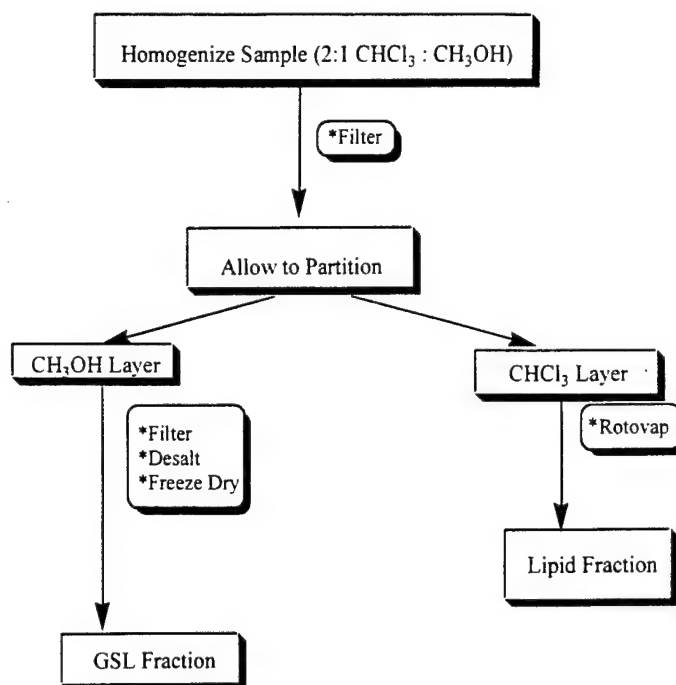 Homogenize Sample (2:1 CHCl₃ : CH₃OH)
*Filter
Allow to Partition
CH₃OH Layer
CHCl₃ Layer
*Filter
*Desalt
*Freeze Dry
*Rotovap
Lipid Fraction
GSL Fraction